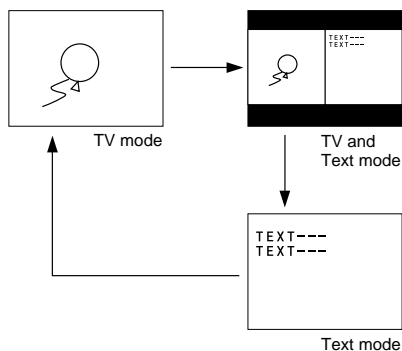 TEXT---
TEXT---
TV mode
TV and
Text mode
TEXT---
TEXT---
Text mode